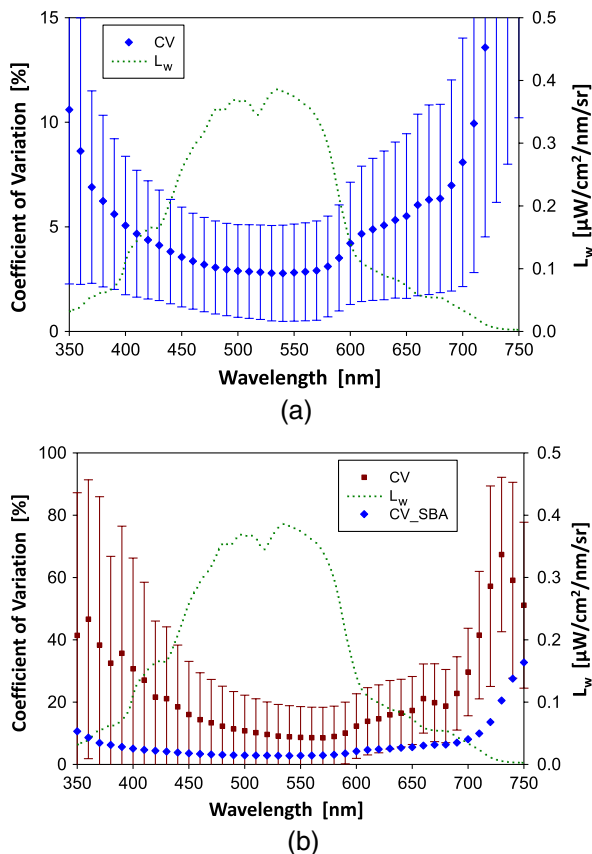 15
10
5
0
Coefficient of Variation [%]
CV
Lw
0.5
0.4
0.3
0.2
0.1
0.0
Lw [µW/cm²/nm/sr]
350 400 450 500 550 600 650 700 750
Wavelength [nm]
(a)
100
80
60
40
20
0
Coefficient of Variation [%]
CV
Lw
CV_SBA
0.5
0.4
0.3
0.2
0.1
0.0
Lw [µW/cm²/nm/sr]
350 400 450 500 550 600 650 700 750
Wavelength [nm]
(b)